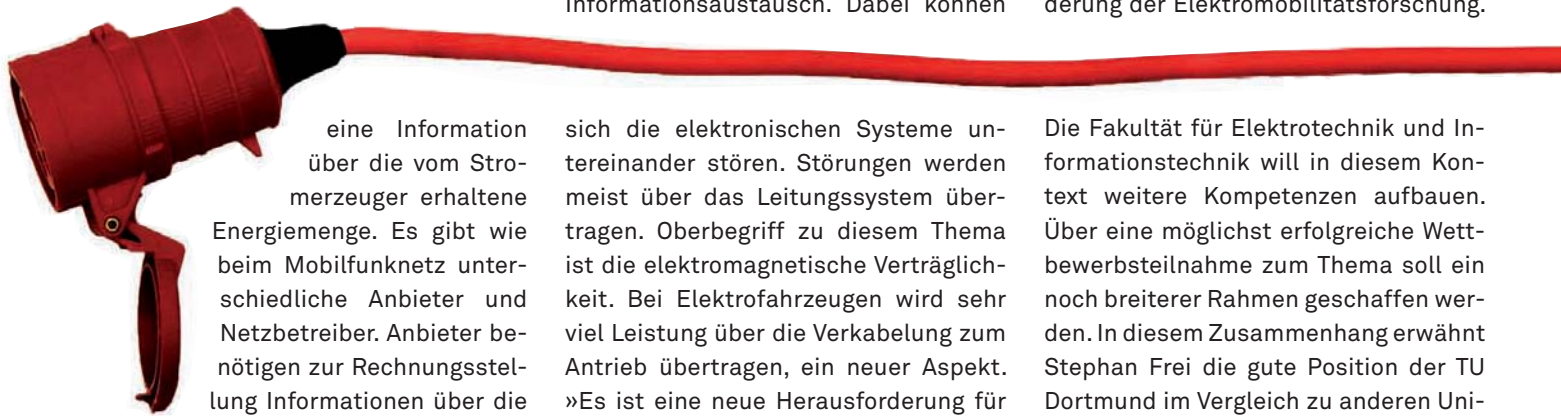 eine Information
über die vom Stro-
merzeuger erhaltene
Energiemenge. Es gibt wie
beim Mobilfunknetz unter-
schiedliche Anbieter und
Netzbetreiber. Anbieter be-
nötigen zur Rechnungsstel-
lung Informationen über die
Informationsaustausch. Dabei können
sich die elektronischen Systeme un-
tereinander stören. Störungen werden
meist über das Leitungssystem über-
tragen. Oberbegriff zu diesem Thema
ist die elektromagnetische Verträglich-
keit. Bei Elektrofahrzeugen wird sehr
viel Leistung über die Verkabelung zum
Antrieb übertragen, ein neuer Aspekt.
»Es ist eine neue Herausforderung für
derung der Elektromobilitätsforschung.
Die Fakultät für Elektrotechnik und In-
formationstechnik will in diesem Kon-
text weitere Kompetenzen aufbauen.
Über eine möglichst erfolgreiche Wett-
bewerbsteilnahme zum Thema soll ein
noch breiterer Rahmen geschaffen wer-
den. In diesem Zusammenhang erwähnt
Stephan Frei die gute Position der TU
Dortmund im Vergleich zu anderen Uni-